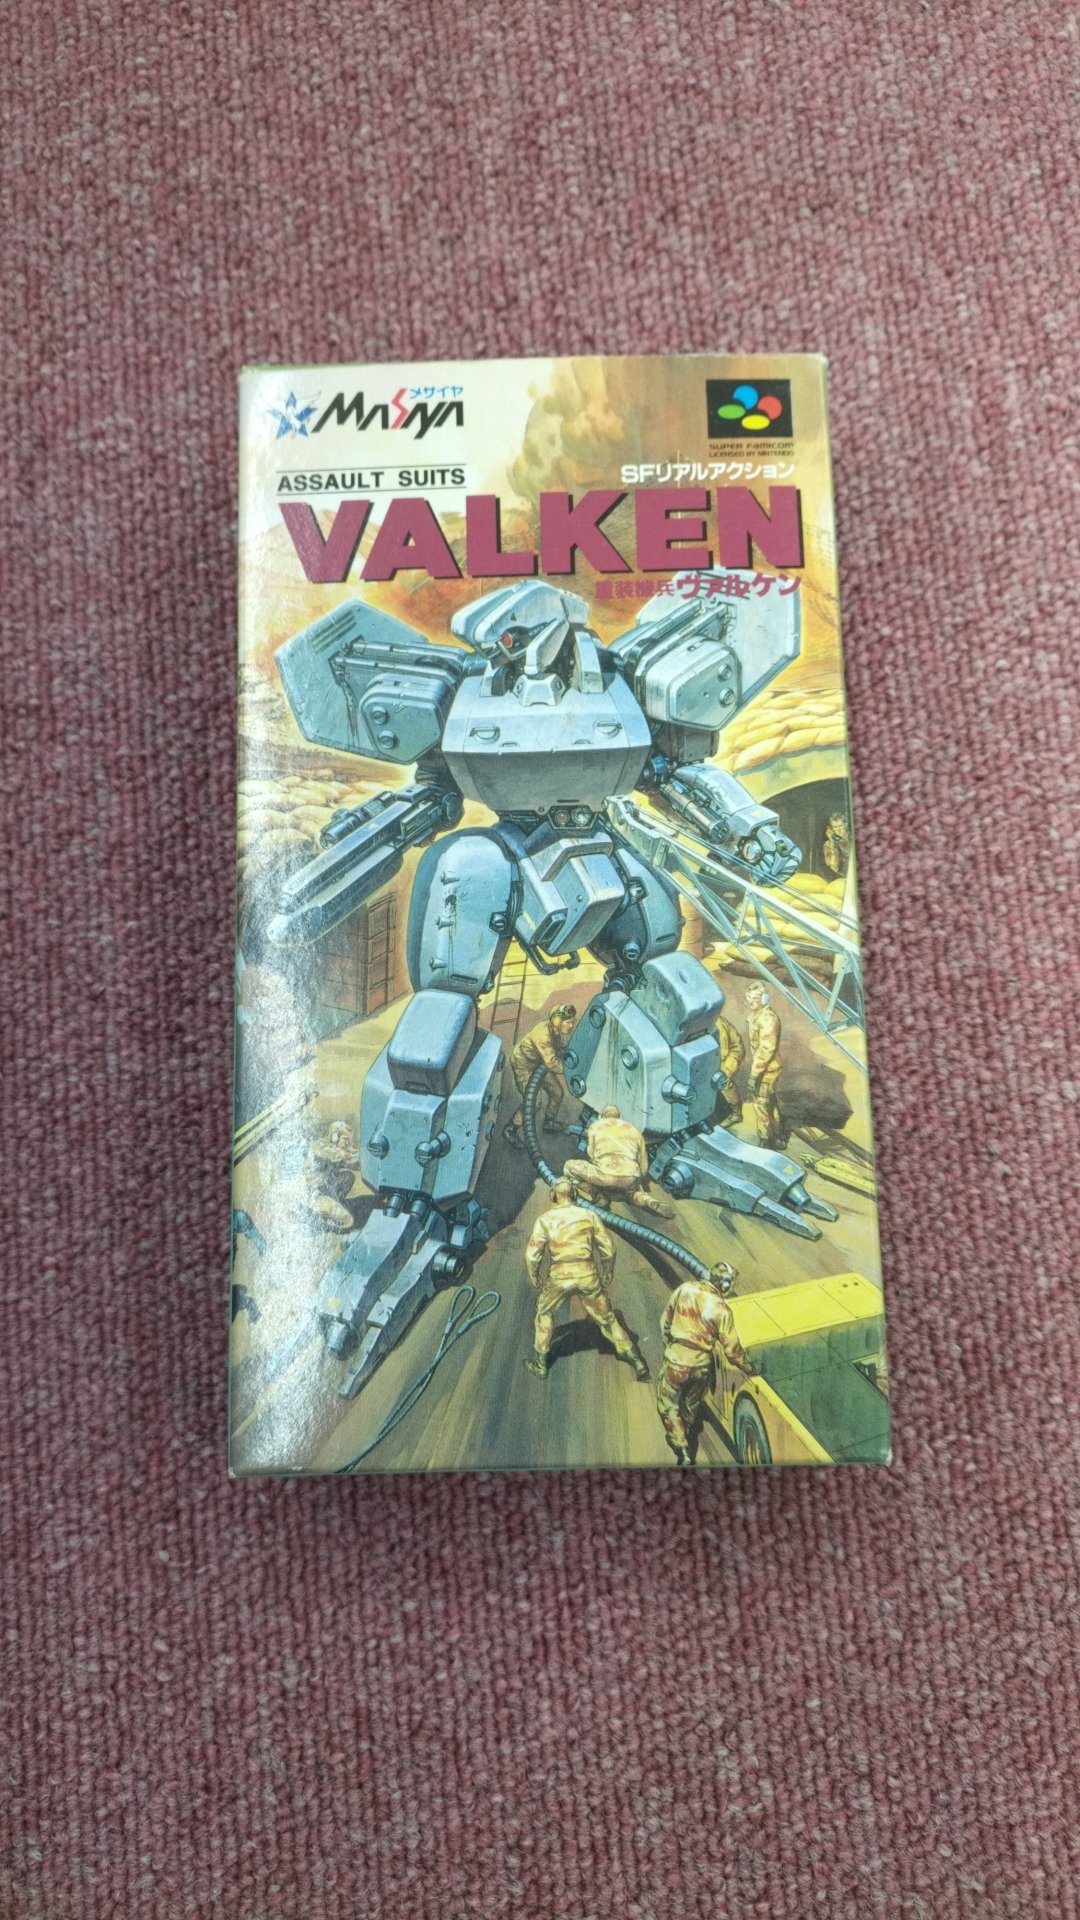 メサイヤ
MASAYA
SUPER FAMICOM
LICENSED BY NINTENDO
ASSAULT SUITS
SFリアルアクション
VALKEN
重装機兵ヴァルケン